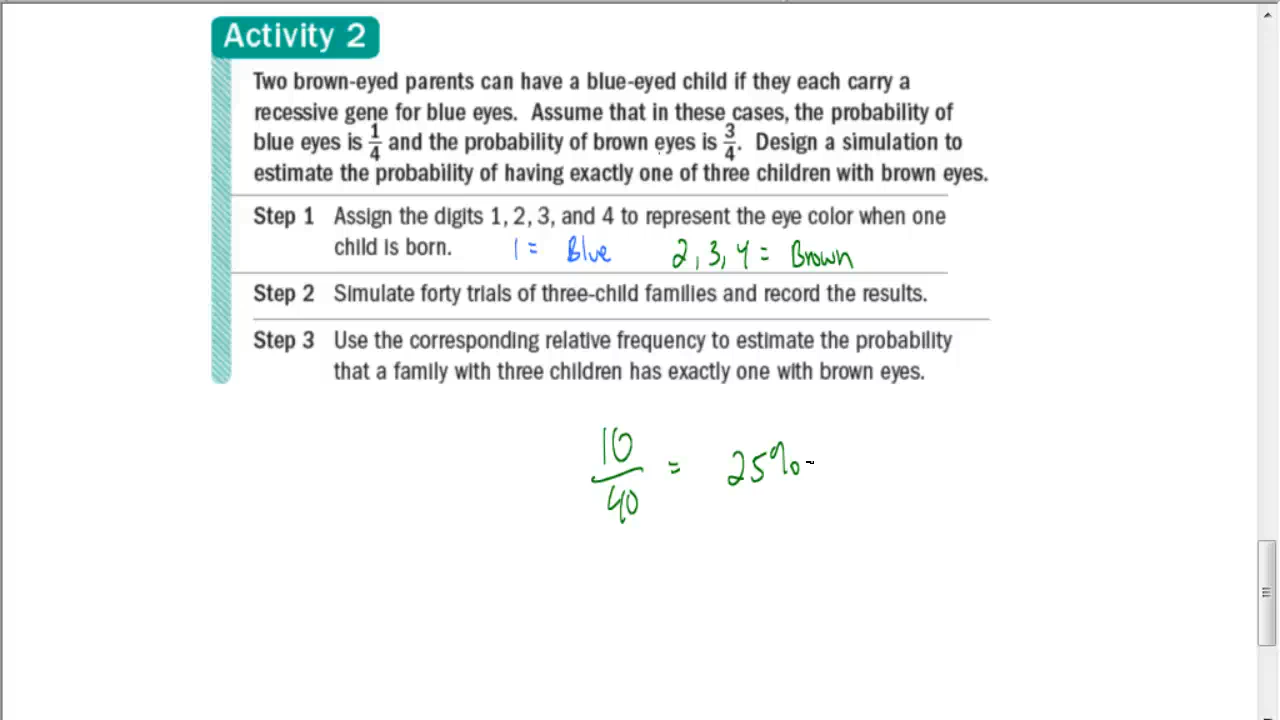 Activity 2
Two brown-eyed parents can have a blue-eyed child if they each carry a
recessive gene for blue eyes. Assume that in these cases, the probability of
blue eyes is 1/4 and the probability of brown eyes is 3/4. Design a simulation to
estimate the probability of having exactly one of three children with brown eyes.
Step 1 Assign the digits 1, 2, 3, and 4 to represent the eye color when one
child is born. 1 = Blue 2, 3, 4 = Brown
Step 2 Simulate forty trials of three-child families and record the results.
Step 3 Use the corresponding relative frequency to estimate the probability
that a family with three children has exactly one with brown eyes.
10/40 = 25%